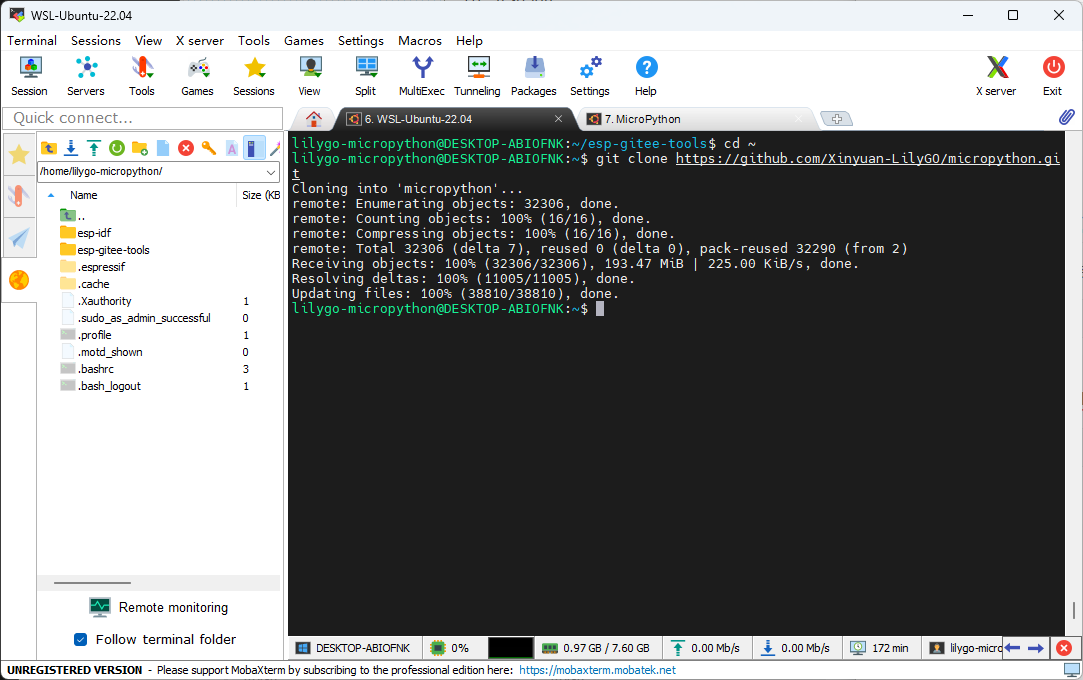 WSL-Ubuntu-22.04
Terminal Sessions View X server Tools Games Settings Macros Help
Session Servers Tools Games Sessions View Split MultiExec Tunneling Packages Settings Help X server Exit
Quick connect...
6. WSL-Ubuntu-22.04
7. MicroPython
/home/lilygo-micropython/
Name Size (KB
..
esp-idf
esp-gitee-tools
.espressif
.cache
.Xauthority 1
.sudo_as_admin_successful 0
.profile 1
.motd_shown 0
.bashrc 3
.bash_logout 1
Remote monitoring
Follow terminal folder
lilygo-micropython@DESKTOP-ABIOFNK:~/esp-gitee-tools$ cd ~
lilygo-micropython@DESKTOP-ABIOFNK:~$ git clone https://github.com/Xinyuan-LilyGO/micropython.gi
t
Cloning into 'micropython'...
remote: Enumerating objects: 32306, done.
remote: Counting objects: 100% (16/16), done.
remote: Compressing objects: 100% (16/16), done.
remote: Total 32306 (delta 7), reused 0 (delta 0), pack-reused 32290 (from 2)
Receiving objects: 100% (32306/32306), 193.47 MiB | 225.00 KiB/s, done.
Resolving deltas: 100% (11005/11005), done.
Updating files: 100% (38810/38810), done.
lilygo-micropython@DESKTOP-ABIOFNK:~$
DESKTOP-ABIOFNK 0% 0.97 GB / 7.60 GB 0.00 Mb/s 0.00 Mb/s 172 min lilygo-micro
UNREGISTERED VERSION - Please support MobaXterm by subscribing to the professional edition here: https://mobaxterm.mobatek.net